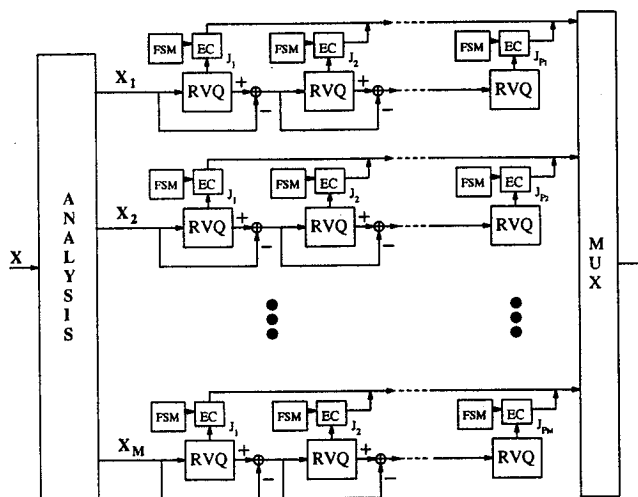 FSM EC J1 FSM EC J2 FSM EC JP1
X1 RVQ + − RVQ + − RVQ
FSM EC J1 FSM EC J2 FSM EC JP2
X2 RVQ + − RVQ + − RVQ
X ANALYSIS MUX
FSM EC J1 FSM EC J2 FSM EC JPM
XM RVQ + − RVQ + − RVQ